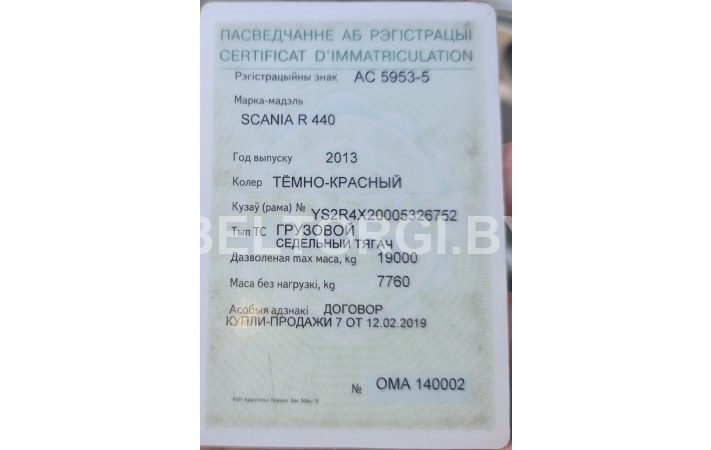 ПАСВЕДЧАННЕ АБ РЭГІСТРАЦЫІ
CERTIFICAT D'IMMATRICULATION
Рэгістрацыйны знак АС 5953-5
Марка-мадэль
SCANIA R 440
Год выпуску 2013
Колер ТЁМНО-КРАСНЫЙ
Кузаў (рама) № YS2R4X20005326752
BELTORGI.BY
Тып ТС ГРУЗОВОЙ
СЕДЕЛЬНЫЙ ТЯГАЧ
Дазволеная max маса, kg 19000
Маса без нагрузкі, kg 7760
Асобыя адзнакі ДОГОВОР
КУПЛИ-ПРОДАЖИ 7 ОТ 12.02.2019
№ ОМА 140002